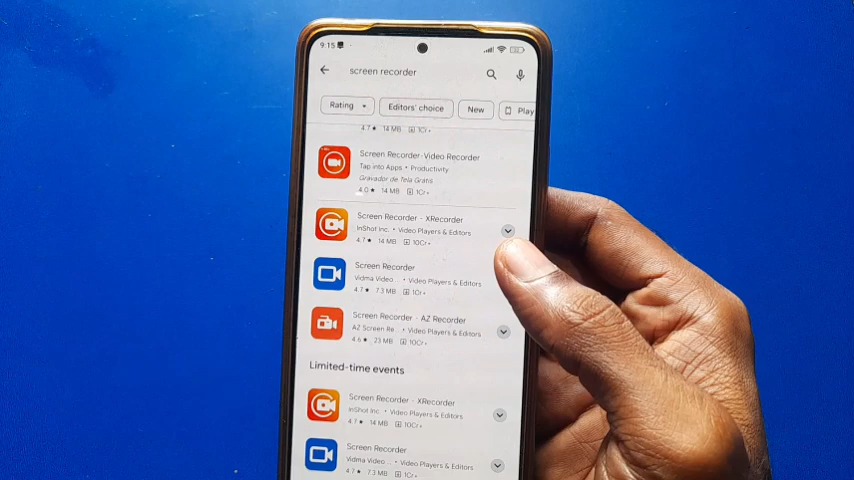 9:15
screen recorder
Rating
Editors' choice
New
Play
4.7★ 14 MB 1Cr+
Screen Recorder-Video Recorder
Tap into Apps • Productivity
Gravador de Tela Grátis
4.0★ 14 MB 1Cr+
Screen Recorder - XRecorder
InShot Inc. • Video Players & Editors
4.7★ 14 MB 10Cr+
Screen Recorder
Vidma Video ... • Video Players & Editors
4.7★ 7.3 MB 1Cr+
Screen Recorder - AZ Recorder
AZ Screen Re... • Video Players & Editors
4.6★ 23 MB 10Cr+
Limited-time events
Screen Recorder - XRecorder
InShot Inc. • Video Players & Editors
4.7★ 14 MB 10Cr+
Screen Recorder
Vidma Video ... • Video Players & Editors
4.7★ 7.3 MB 1Cr+